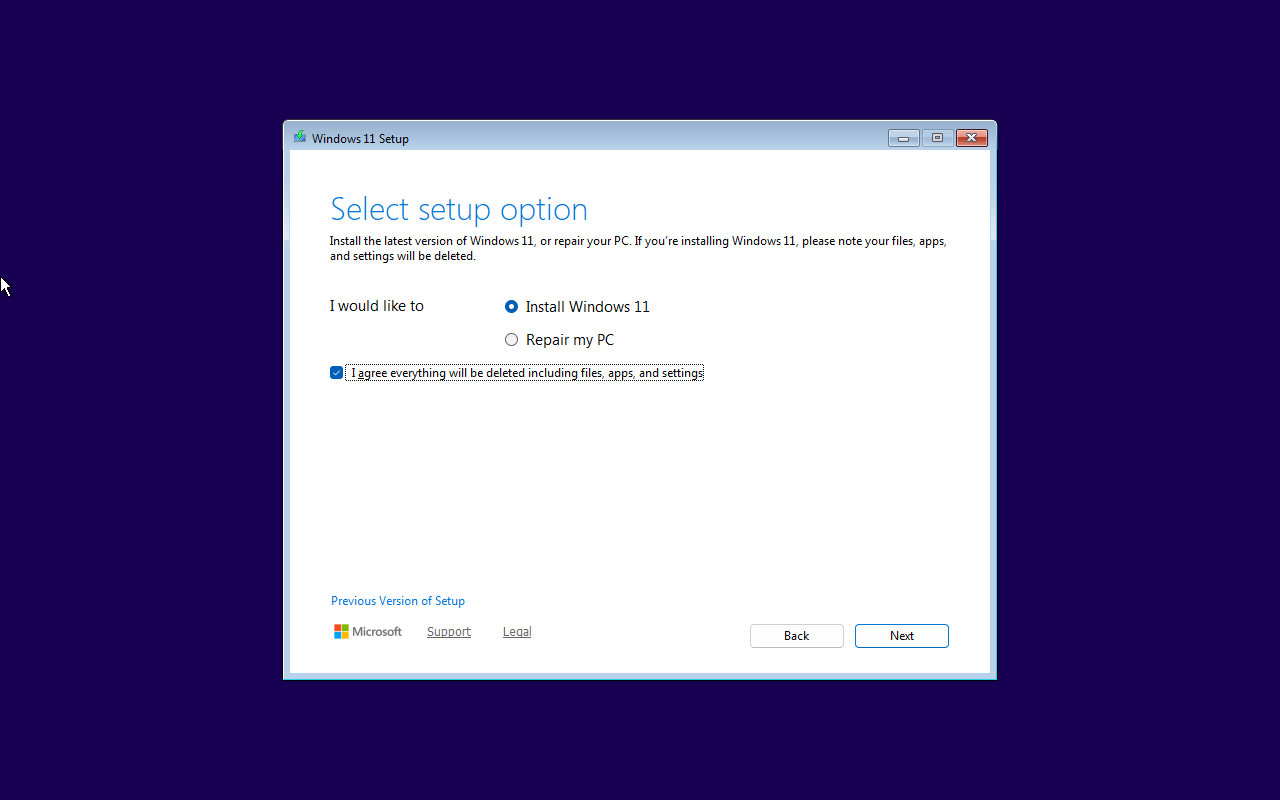 Windows 11 Setup
Select setup option
Install the latest version of Windows 11, or repair your PC. If you're installing Windows 11, please note your files, apps,
and settings will be deleted.
I would like to
Install Windows 11
Repair my PC
I agree everything will be deleted including files, apps, and settings
Previous Version of Setup
Microsoft Support Legal
Back Next